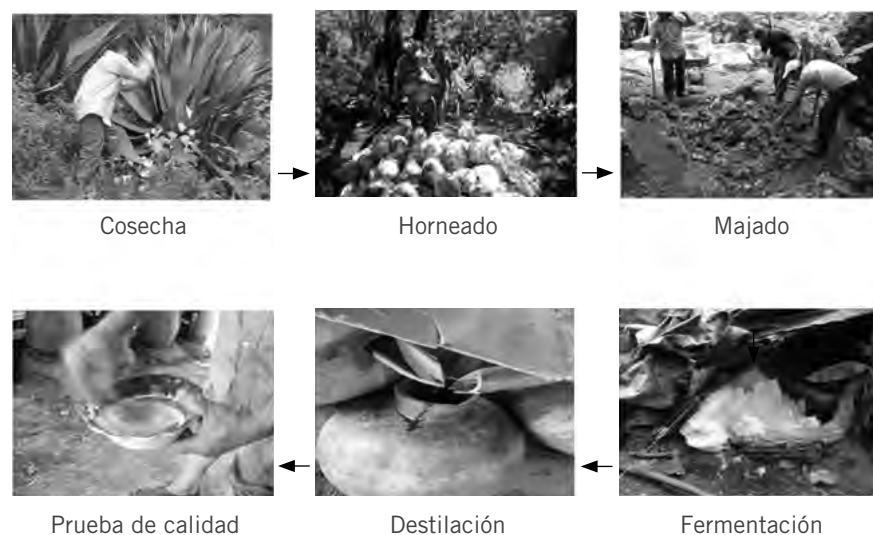 Cosecha
Horneado
Majado
Prueba de calidad
Destilación
Fermentación